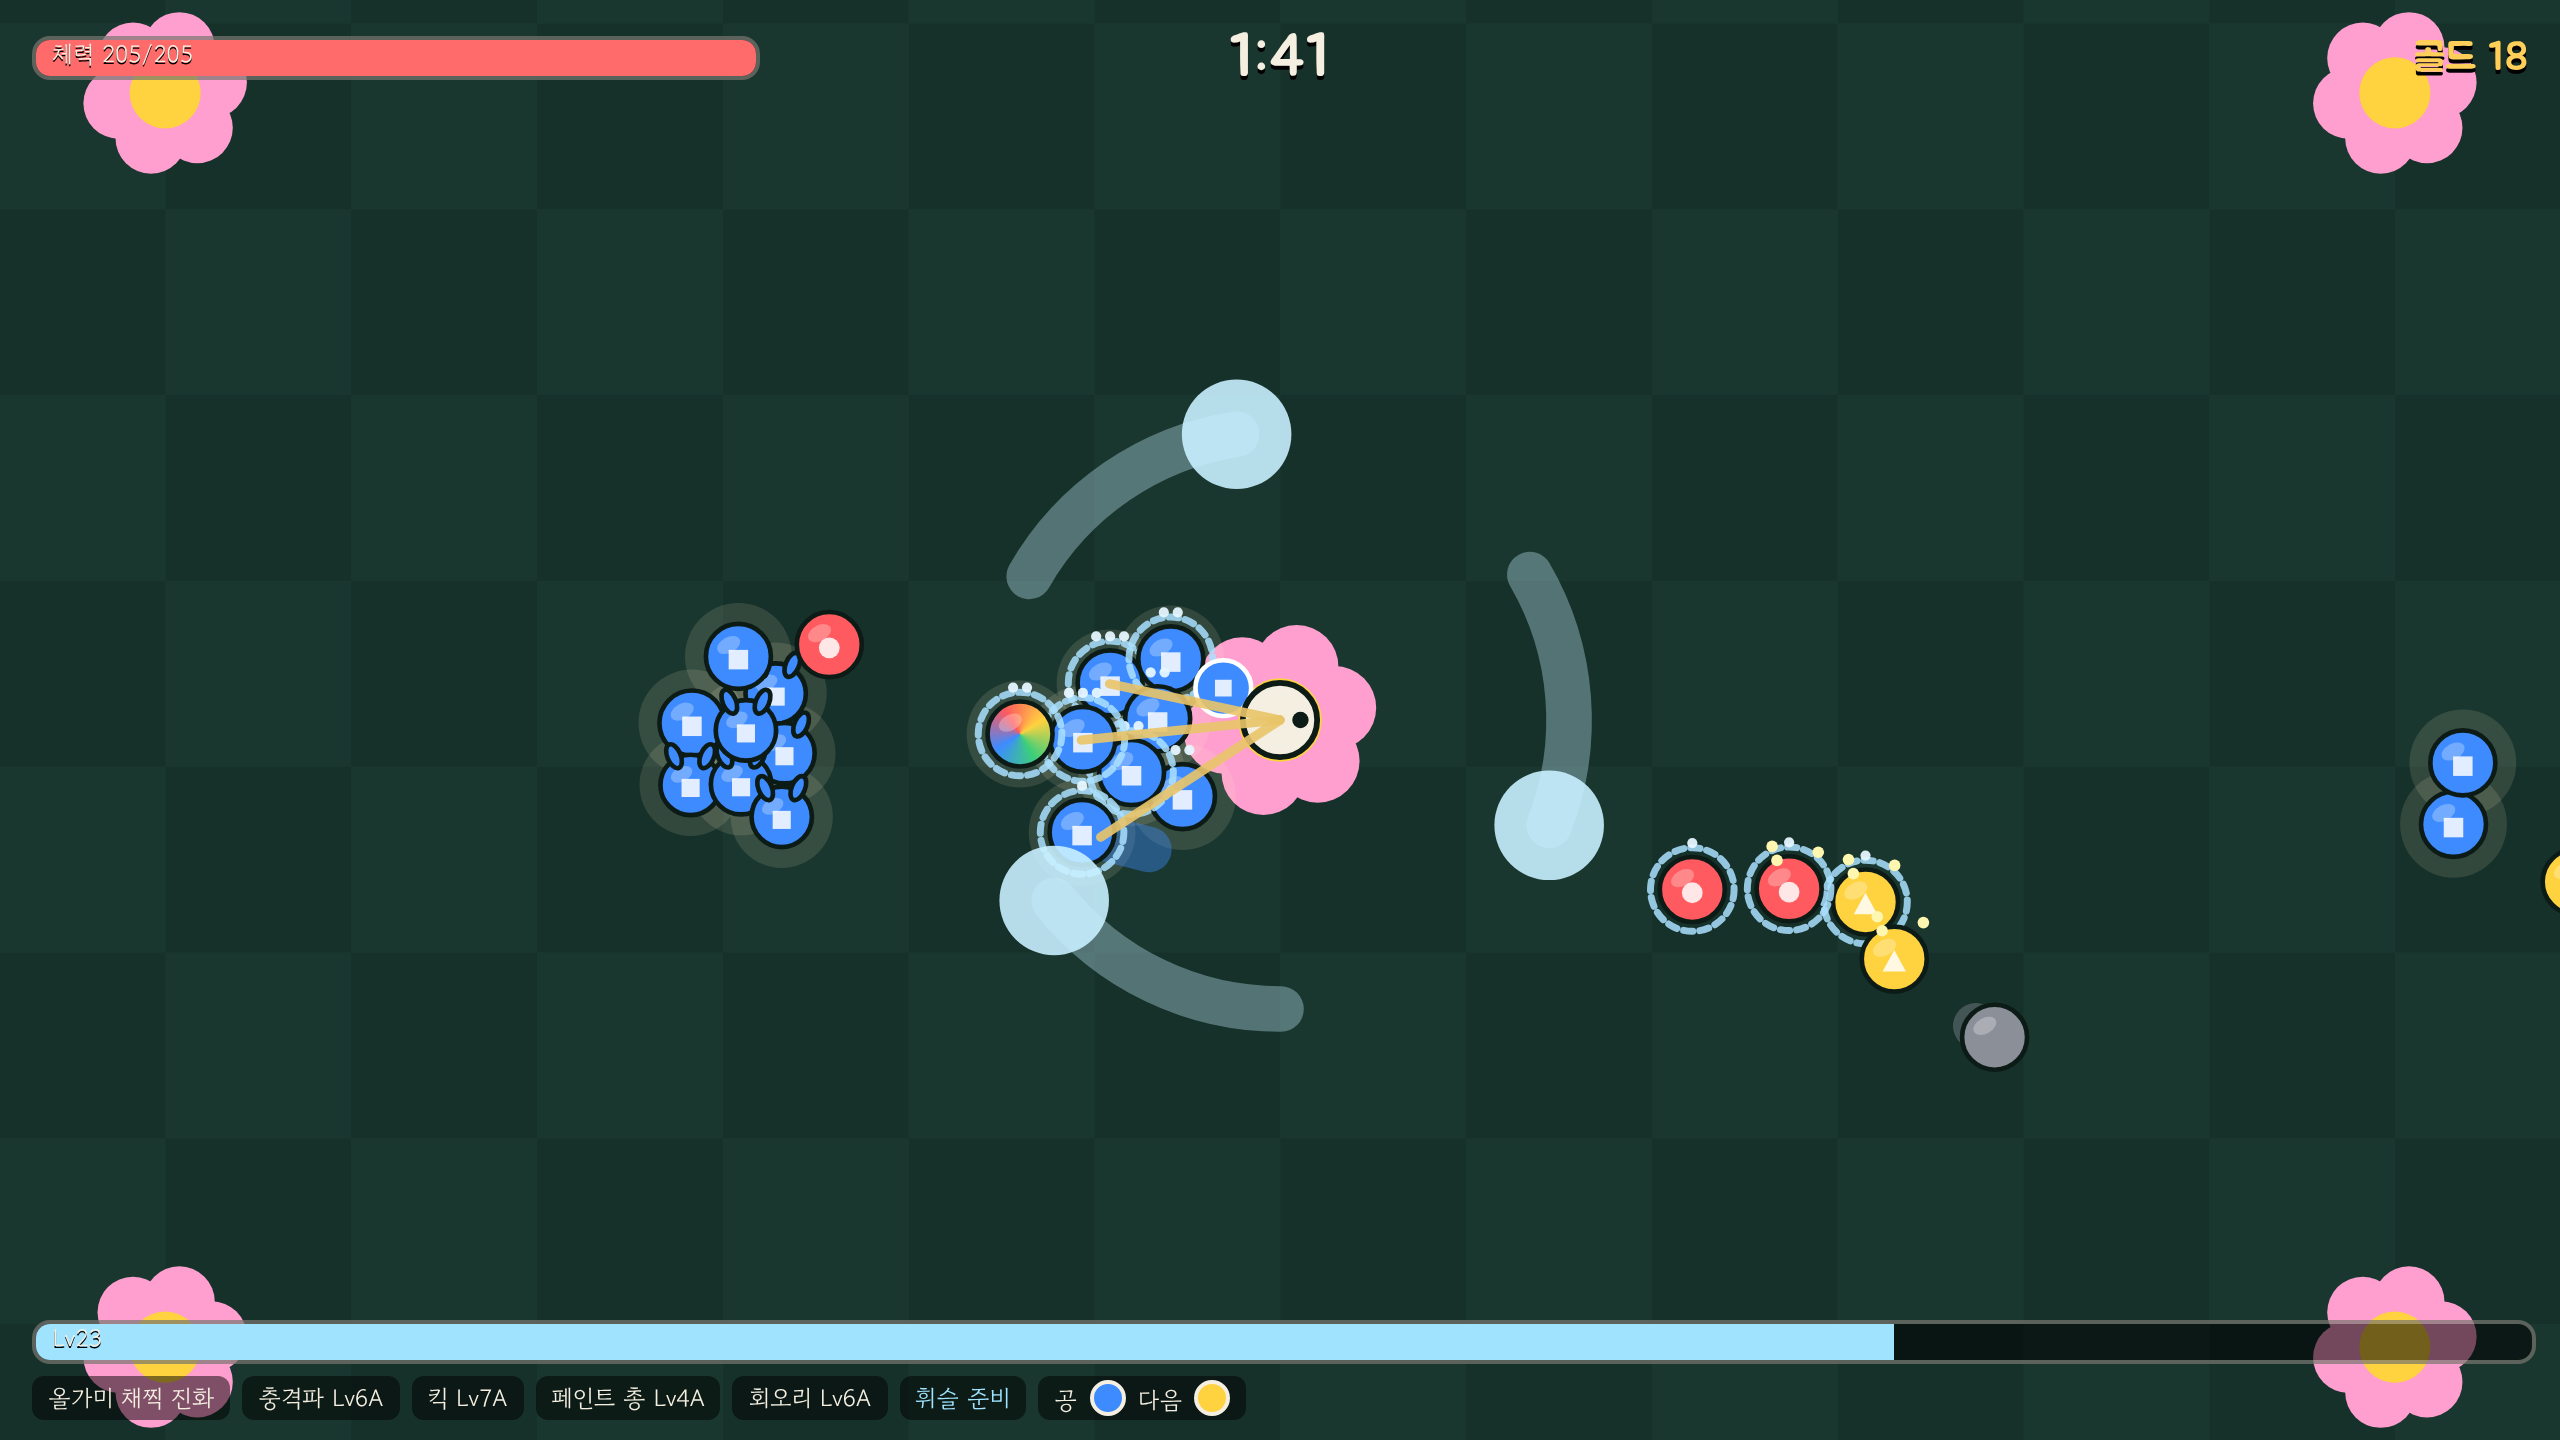 체력 205/205
1:41
골드 18
Lv23
올가미 채찍 진화
충격파 Lv6A
킥 Lv7A
페인트 총 Lv4A
회오리 Lv6A
휘슬 준비
공 다음